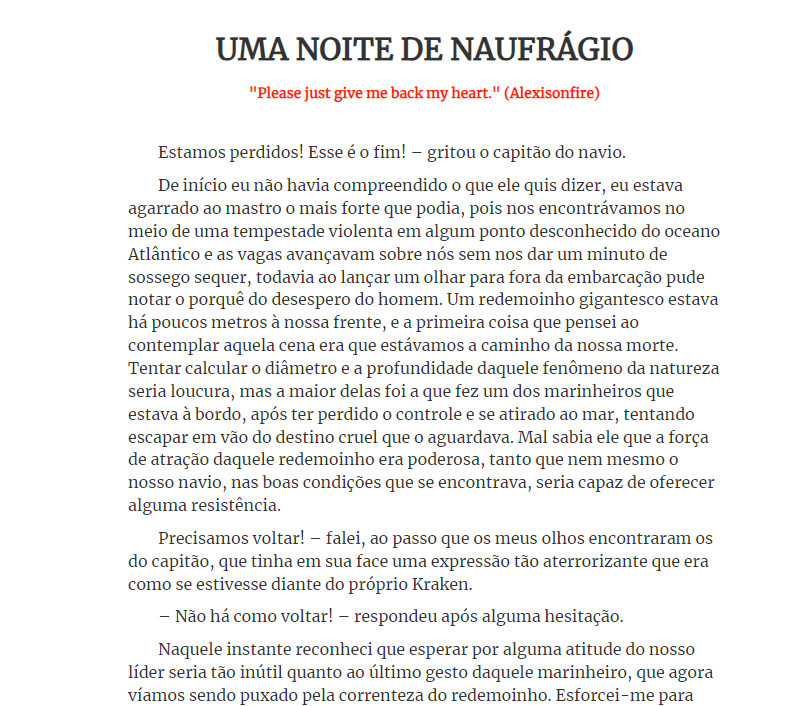 UMA NOITE DE NAUFRÁGIO
"Please just give me back my heart." (Alexisonfire)
Estamos perdidos! Esse é o fim! – gritou o capitão do navio.
De início eu não havia compreendido o que ele quis dizer, eu estava
agarrado ao mastro o mais forte que podia, pois nos encontrávamos no
meio de uma tempestade violenta em algum ponto desconhecido do oceano
Atlântico e as vagas avançavam sobre nós sem nos dar um minuto de
sossego sequer, todavia ao lançar um olhar para fora da embarcação pude
notar o porquê do desespero do homem. Um redemoinho gigantesco estava
há poucos metros à nossa frente, e a primeira coisa que pensei ao
contemplar aquela cena era que estávamos a caminho da nossa morte.
Tentar calcular o diâmetro e a profundidade daquele fenômeno da natureza
seria loucura, mas a maior delas foi a que fez um dos marinheiros que
estava à bordo, após ter perdido o controle e se atirado ao mar, tentando
escapar em vão do destino cruel que o aguardava. Mal sabia ele que a força
de atração daquele redemoinho era poderosa, tanto que nem mesmo o
nosso navio, nas boas condições que se encontrava, seria capaz de oferecer
alguma resistência.
Precisamos voltar! – falei, ao passo que os meus olhos encontraram os
do capitão, que tinha em sua face uma expressão tão aterrorizante que era
como se estivesse diante do próprio Kraken.
– Não há como voltar! – respondeu após alguma hesitação.
Naquele instante reconheci que esperar por alguma atitude do nosso
líder seria tão inútil quanto ao último gesto daquele marinheiro, que agora
víamos sendo puxado pela correnteza do redemoinho. Esforcei-me para